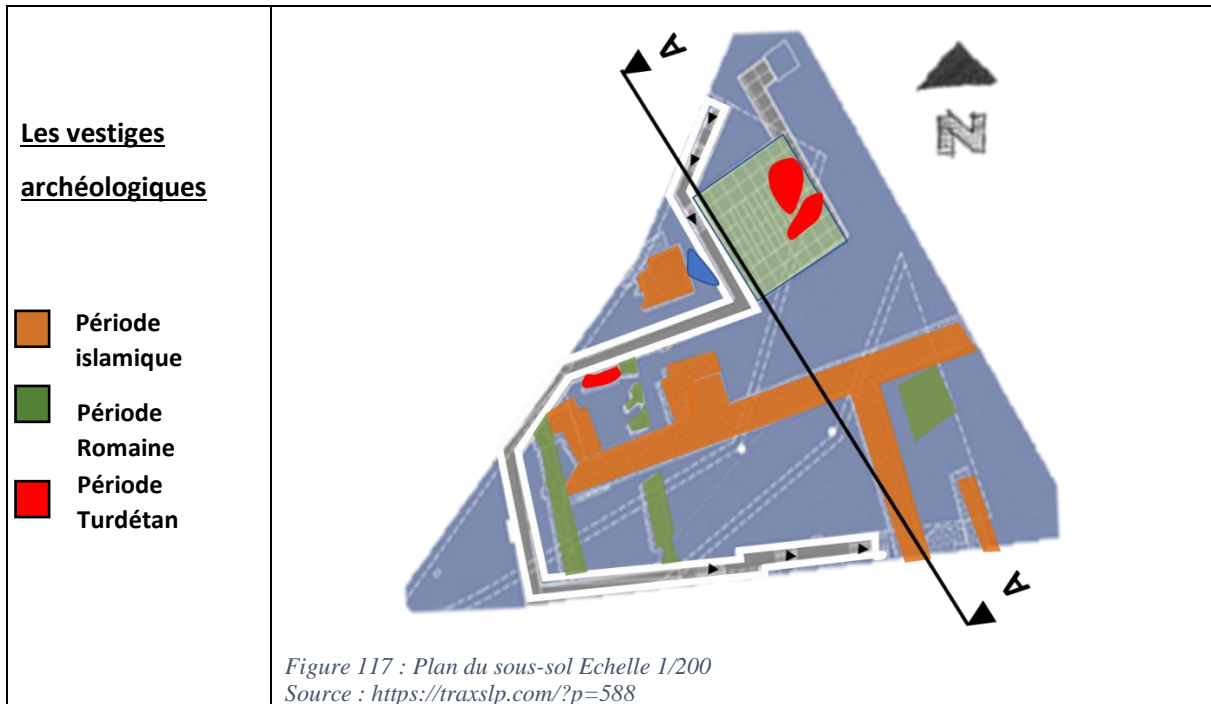 Les vestiges
archéologiques
Période
islamique
Période
Romaine
Période
Turdétan
A
N
A
Figure 117 : Plan du sous-sol Echelle 1/200
Source : https://traxslp.com/?p=588